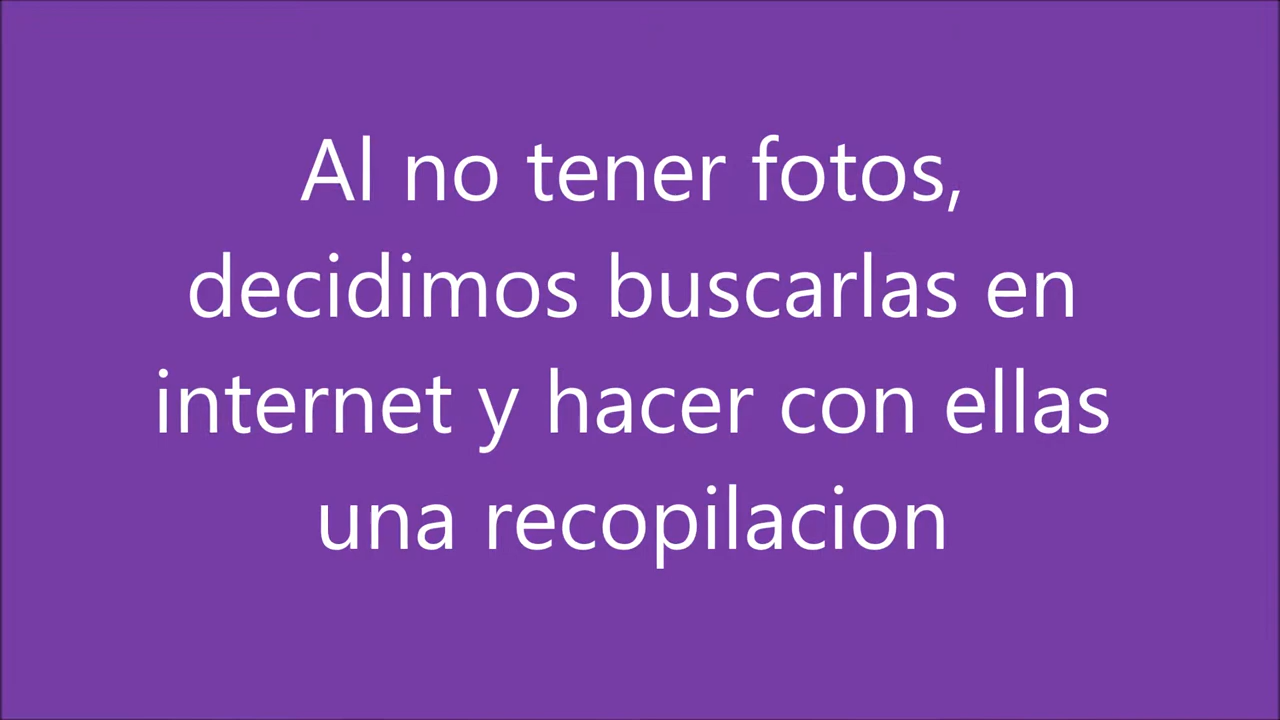 Al no tener fotos,
decidimos buscarlas en
internet y hacer con ellas
una recopilacion